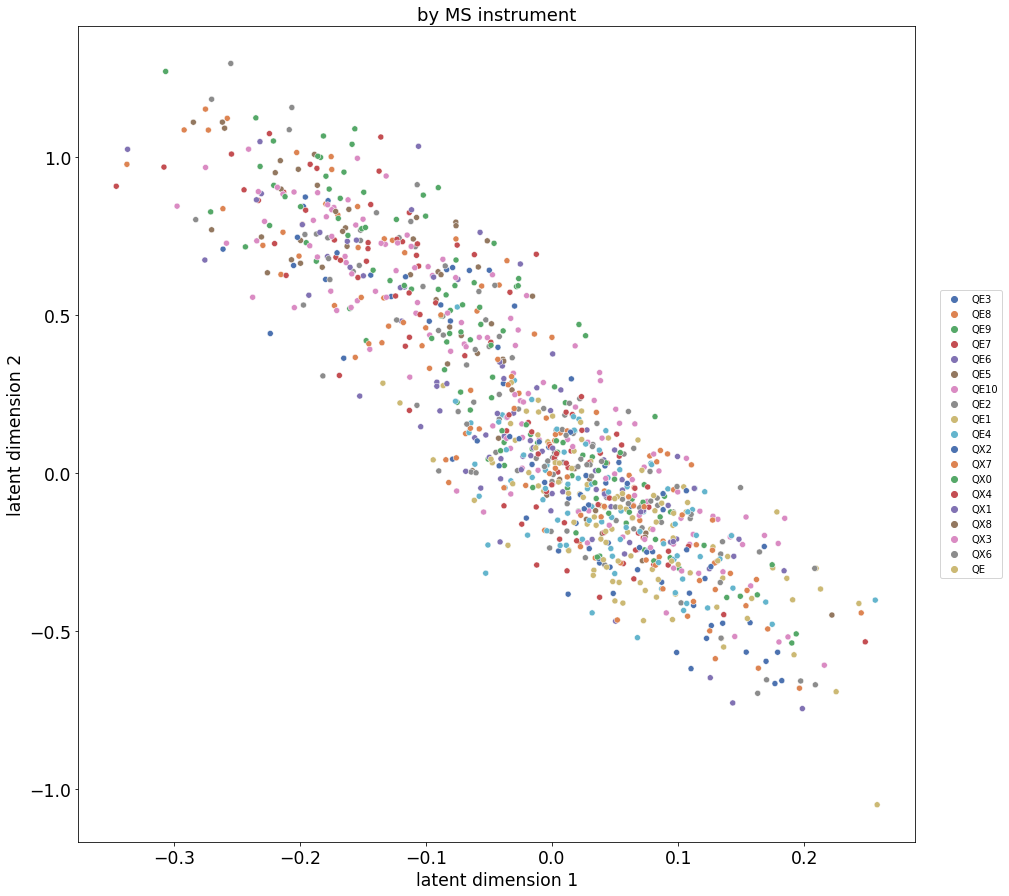 by MS instrument
latent dimension 2
1.0
0.5
0.0
−0.5
−1.0
−0.3
−0.2
−0.1
0.0
0.1
0.2
latent dimension 1
QE3
QE8
QE9
QE7
QE6
QE5
QE10
QE2
QE1
QE4
QX2
QX7
QX0
QX4
QX1
QX8
QX3
QX6
QE